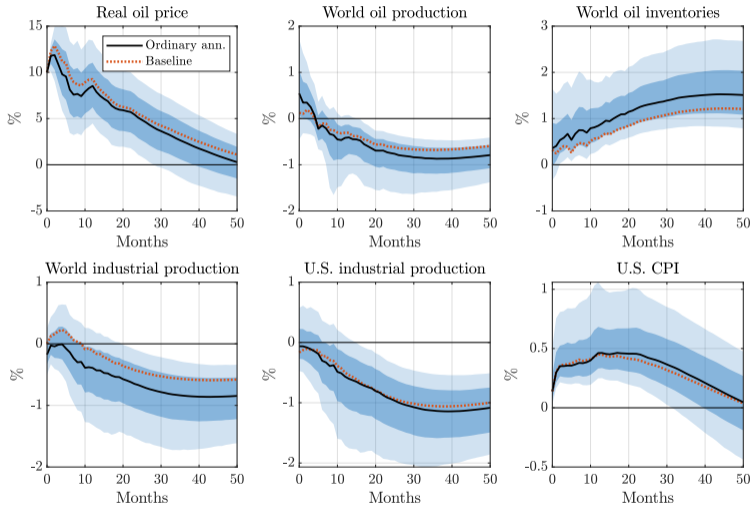 Real oil price
World oil production
World oil inventories
15
10
5
0
-5
%
0 10 20 30 40 50
Months
Ordinary ann.
Baseline
2
1
0
-1
-2
%
0 10 20 30 40 50
Months
3
2
1
0
-1
%
0 10 20 30 40 50
Months
World industrial production
U.S. industrial production
U.S. CPI
1
0
-1
-2
%
0 10 20 30 40 50
Months
1
0
-1
-2
%
0 10 20 30 40 50
Months
1
0.5
0
-0.5
%
0 10 20 30 40 50
Months